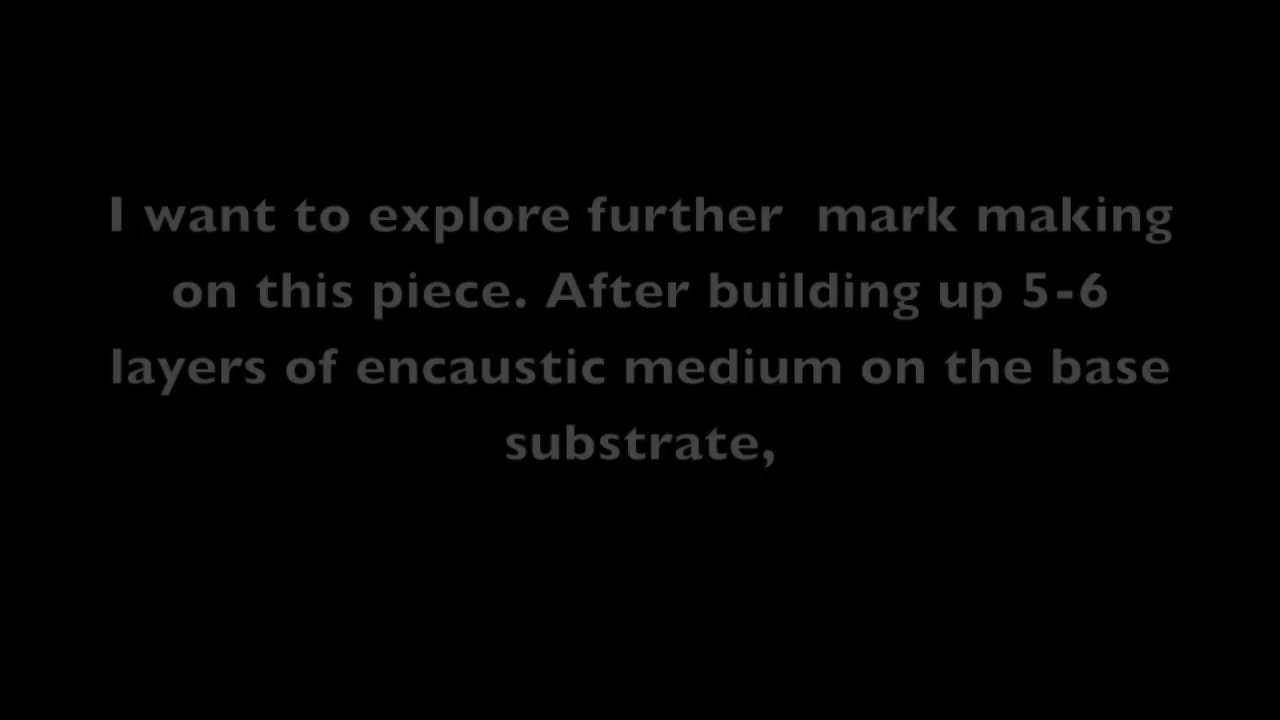 I want to explore further  mark making
on this piece. After building up 5-6
layers of encaustic medium on the base
substrate,